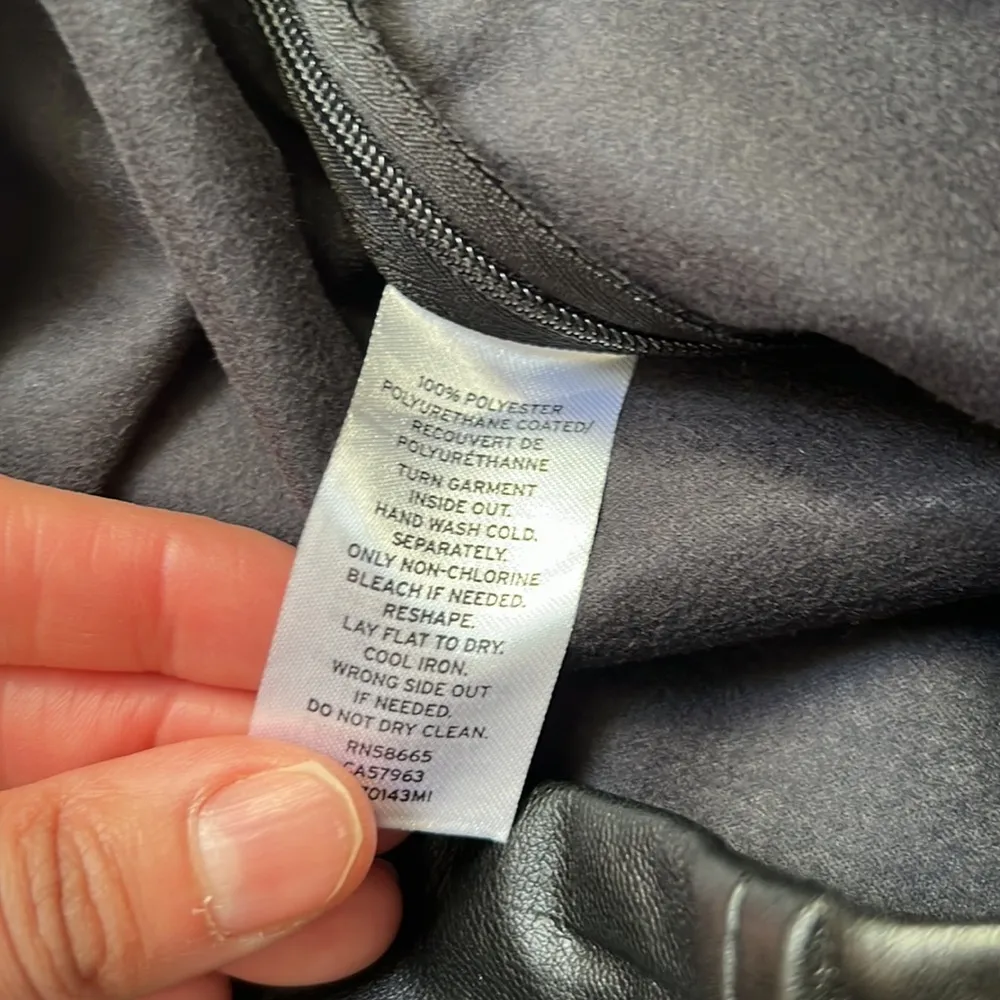 100% POLYESTER
POLYURETHANE COATED/
RECOUVERT DE
POLYURÉTHANNE
TURN GARMENT
INSIDE OUT.
HAND WASH COLD.
SEPARATELY.
ONLY NON-CHLORINE
BLEACH IF NEEDED.
RESHAPE.
LAY FLAT TO DRY.
COOL IRON.
WRONG SIDE OUT
IF NEEDED.
DO NOT DRY CLEAN.
RN58665
CA57963